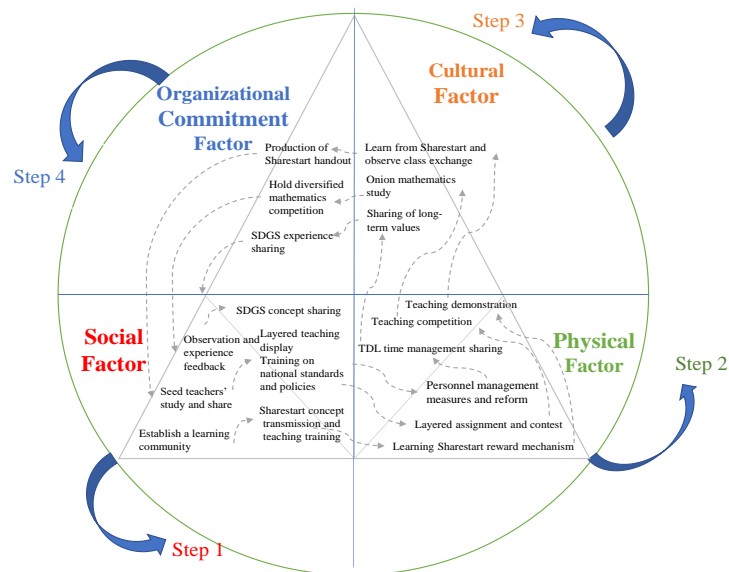 Step 3
Cultural
Factor
Organizational
Commitment
Factor
Step 4
Production of
Sharestart handout
Learn from Sharestart and
observe class exchange
Hold diversified
mathematics
competition
Onion mathematics
study
Sharing of long-
term values
SDGS experience
sharing
Social
Factor
SDGS concept sharing
Observation and
experience
feedback
Layered teaching
display
Training on
national standards
and policies
Seed teachers'
study and share
Establish a learning
community
Sharestart concept
transmission and
teaching training
Teaching demonstration
Teaching competition
TDL time management sharing
Physical
Factor
Personnel management
measures and reform
Layered assignment and contest
Learning Sharestart reward mechanism
Step 2
Step 1